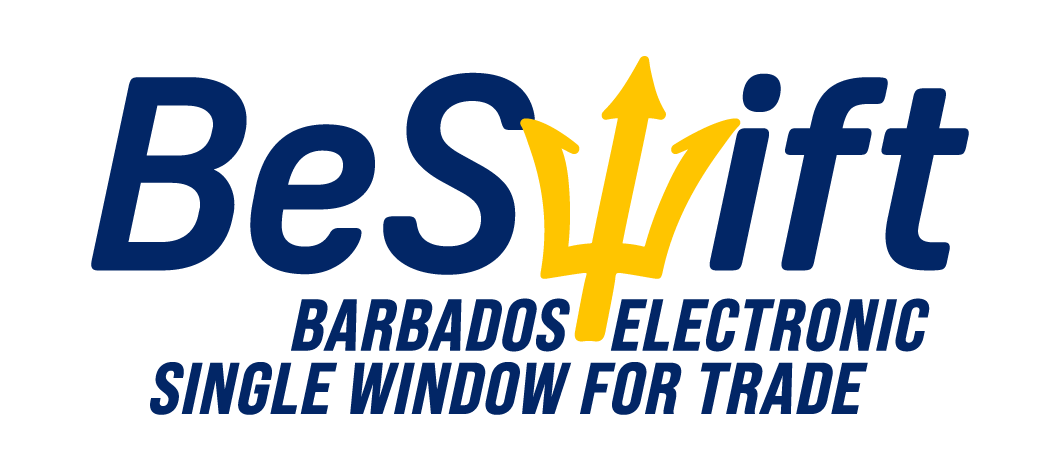 BeSwift
BARBADOS ELECTRONIC
SINGLE WINDOW FOR TRADE